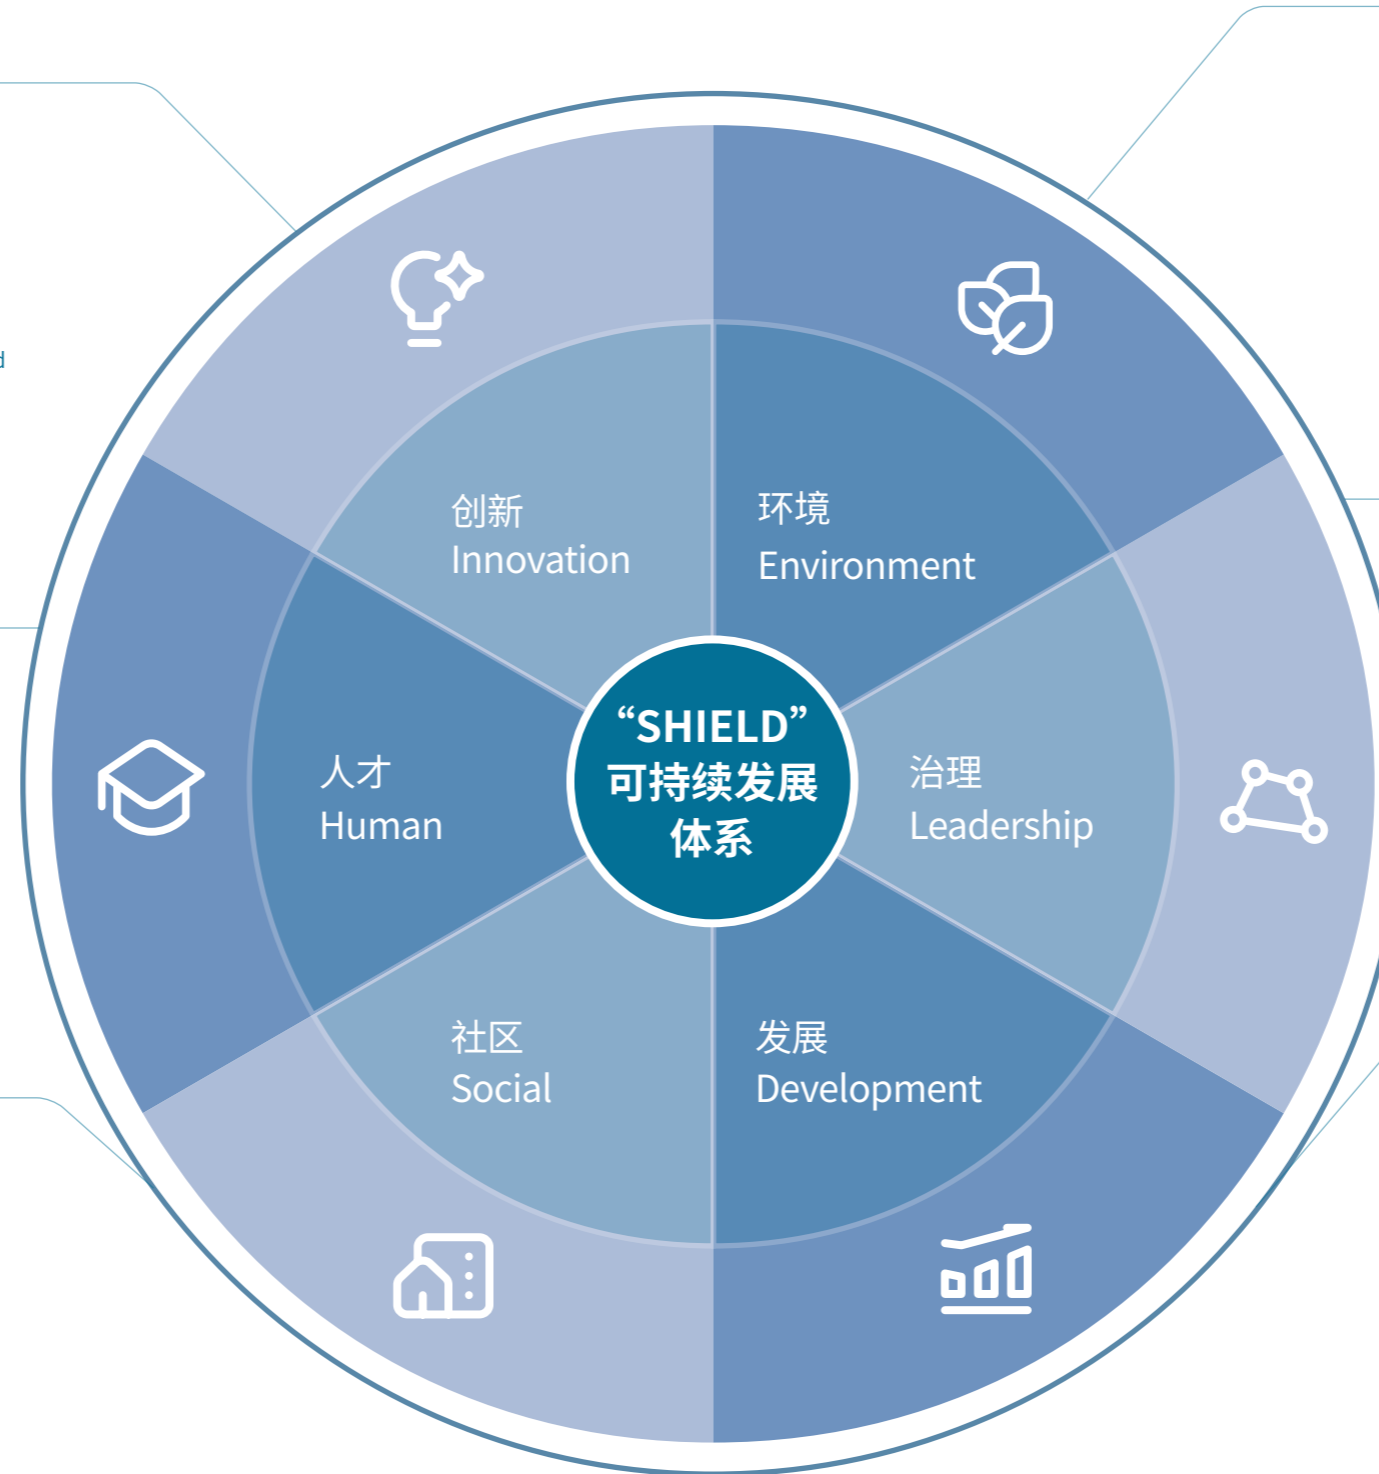 创新
Innovation
环境
Environment
人才
Human
“SHIELD”
可持续发展
体系
治理
Leadership
社区
Social
发展
Development